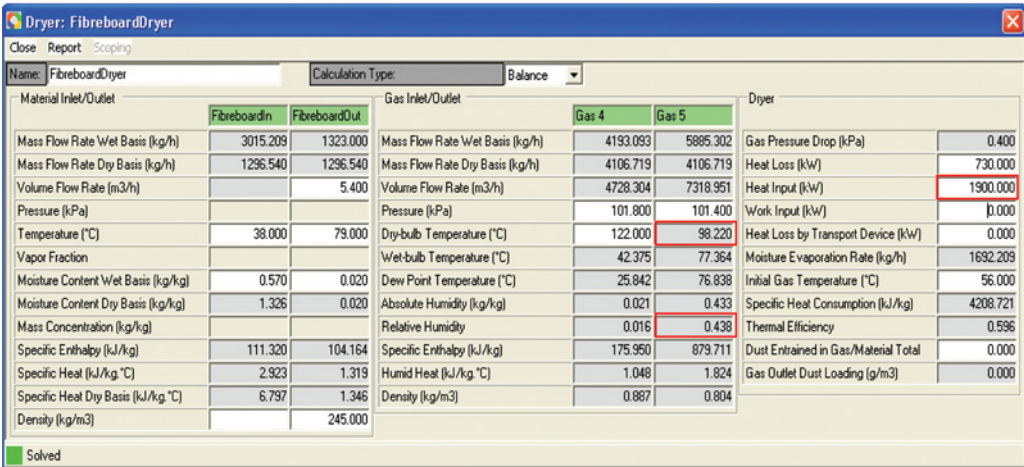 Dryer: FibreboardDryer
Close Report Scoping
Name: FibreboardDryer Calculation Type: Balance
Material Inlet/Outlet Gas Inlet/Outlet Dryer
FibreboardIn FibreboardOut Gas 4 Gas 5
Mass Flow Rate Wet Basis (kg/h) 3015.209 1323.000 Mass Flow Rate Wet Basis (kg/h) 4193.093 5885.302 Gas Pressure Drop (kPa) 0.400
Mass Flow Rate Dry Basis (kg/h) 1296.540 1296.540 Mass Flow Rate Dry Basis (kg/h) 4106.719 4106.719 Heat Loss (kW) 730.000
Volume Flow Rate (m3/h) 5.400 Volume Flow Rate (m3/h) 4728.304 7318.951 Heat Input (kW) 1900.000
Pressure (kPa) Pressure (kPa) 101.800 101.400 Work Input (kW) 0.000
Temperature (°C) 38.000 79.000 Dry-bulb Temperature (°C) 122.000 98.220 Heat Loss by Transport Device (kW) 0.000
Vapor Fraction Wet-bulb Temperature (°C) 42.375 77.364 Moisture Evaporation Rate (kg/h) 1692.209
Moisture Content Wet Basis (kg/kg) 0.570 0.020 Dew Point Temperature (°C) 25.842 76.838 Initial Gas Temperature (°C) 56.000
Moisture Content Dry Basis (kg/kg) 1.326 0.020 Absolute Humidity (kg/kg) 0.021 0.433 Specific Heat Consumption (kJ/kg) 4208.721
Mass Concentration (kg/kg) Relative Humidity 0.016 0.438 Thermal Efficiency 0.596
Specific Enthalpy (kJ/kg) 111.320 104.164 Specific Enthalpy (kJ/kg) 175.950 879.711 Dust Entrained in Gas/Material Total 0.000
Specific Heat (kJ/kg.°C) 2.923 1.319 Humid Heat (kJ/kg.°C) 1.048 1.824 Gas Outlet Dust Loading (g/m3) 0.000
Specific Heat Dry Basis (kJ/kg.°C) 6.797 1.346 Density (kg/m3) 0.887 0.804
Density (kg/m3) 245.000
Solved